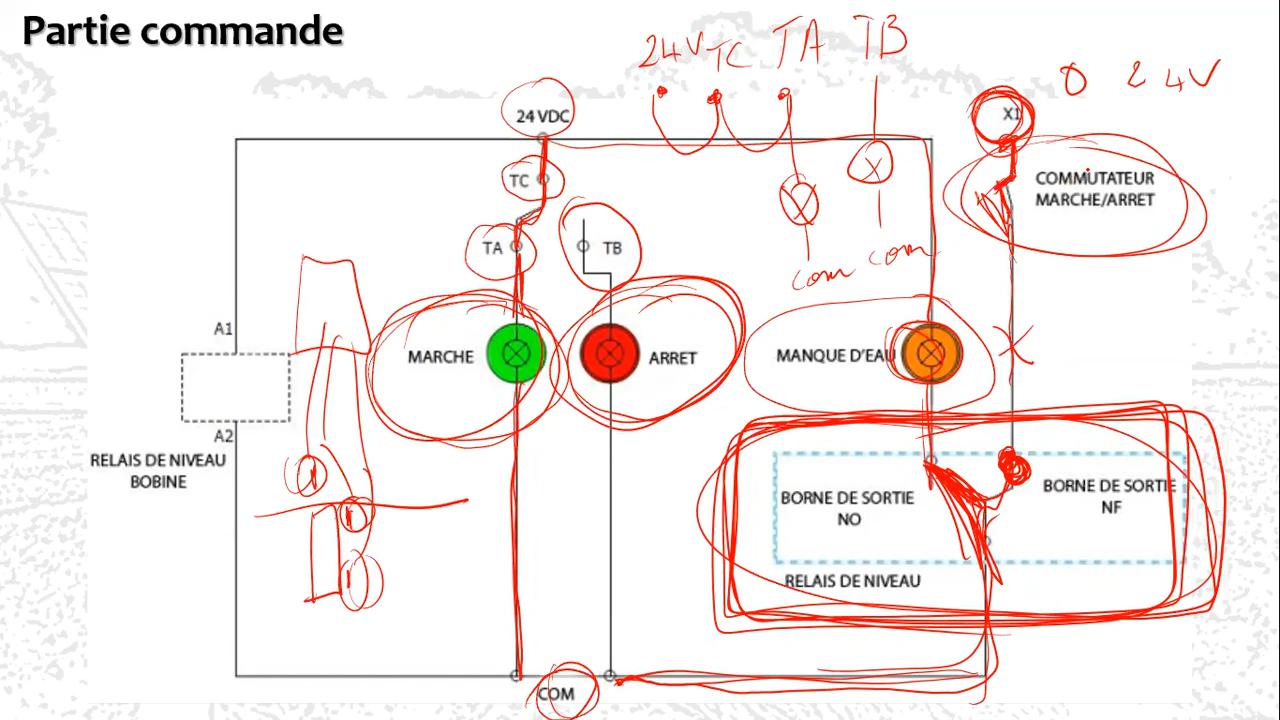 Partie commande
24V TC TA TB
0 24V
24 VDC
X1
TC
COMMUTATEUR
MARCHE/ARRET
TA
TB
com com
A1
MARCHE
ARRET
MANQUE D'EAU
A2
RELAIS DE NIVEAU
BOBINE
BORNE DE SORTIE
NO
BORNE DE SORTIE
NF
RELAIS DE NIVEAU
COM